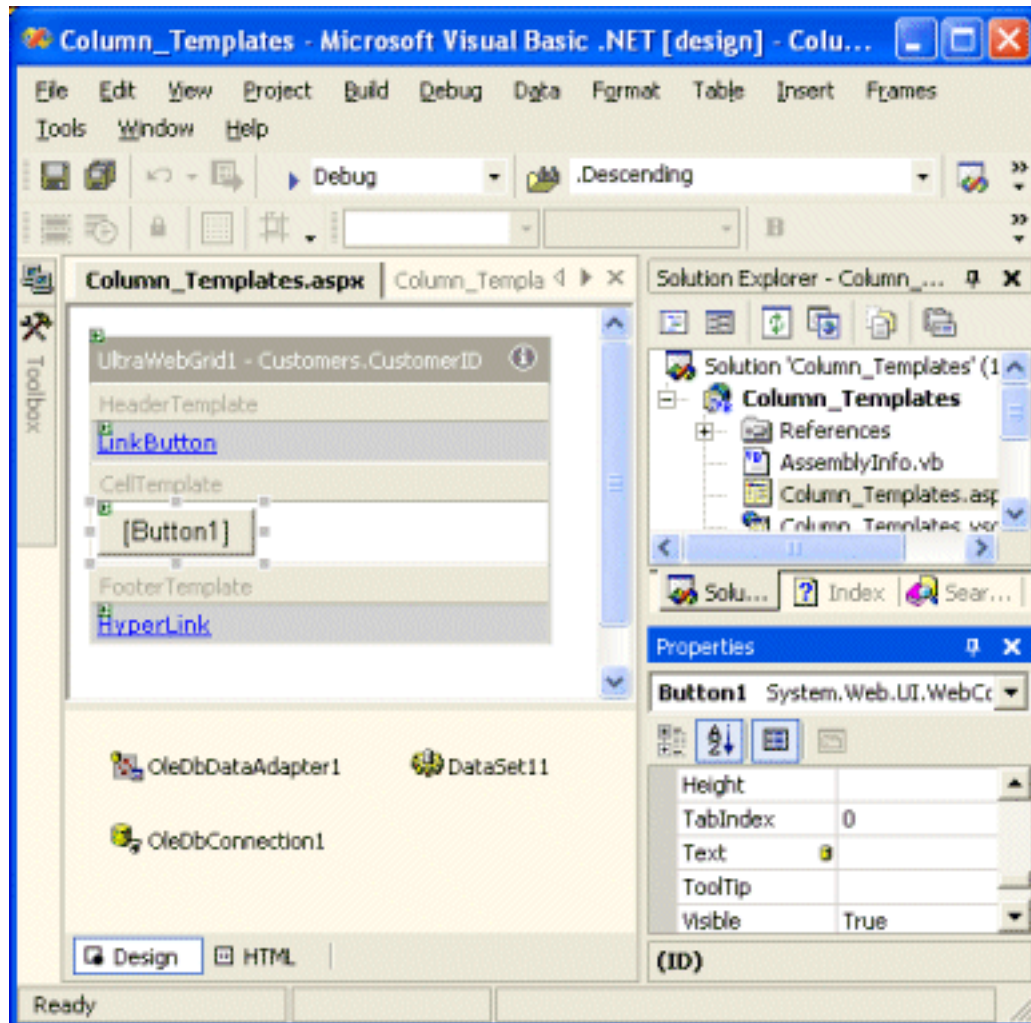 Column_Templates - Microsoft Visual Basic .NET [design] - Colu...
File Edit View Project Build Debug Data Format Table Insert Frames
Tools Window Help
Debug .Descending
B
Column_Templates.aspx Column_Templa
Toolbox
UltraWebGrid1 - Customers.CustomerID
HeaderTemplate
LinkButton
CellTemplate
[Button1]
FooterTemplate
HyperLink
OleDbDataAdapter1 DataSet11
OleDbConnection1
Design HTML
Solution Explorer - Column_...
Solution 'Column_Templates' (1
Column_Templates
References
AssemblyInfo.vb
Column_Templates.asp
Column_Templates.vsc
Solu... Index Sear...
Properties
Button1 System.Web.UI.WebCo
Height
TabIndex 0
Text
ToolTip
Visible True
(ID)
Ready